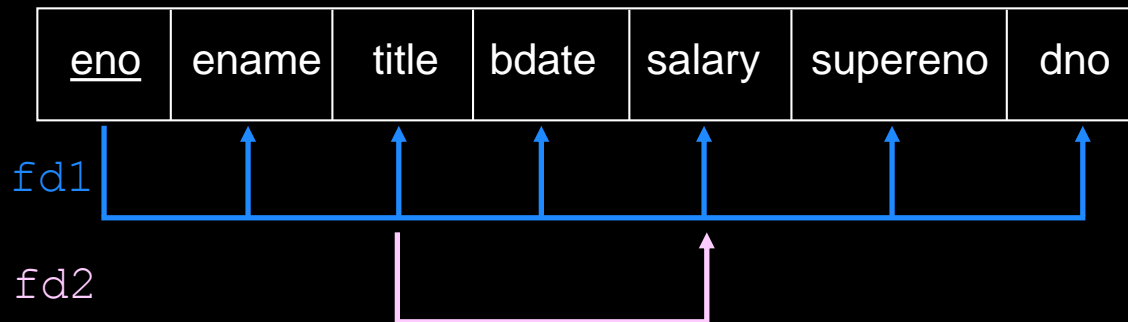 eno ename title bdate salary supereno dno
fd1
fd2